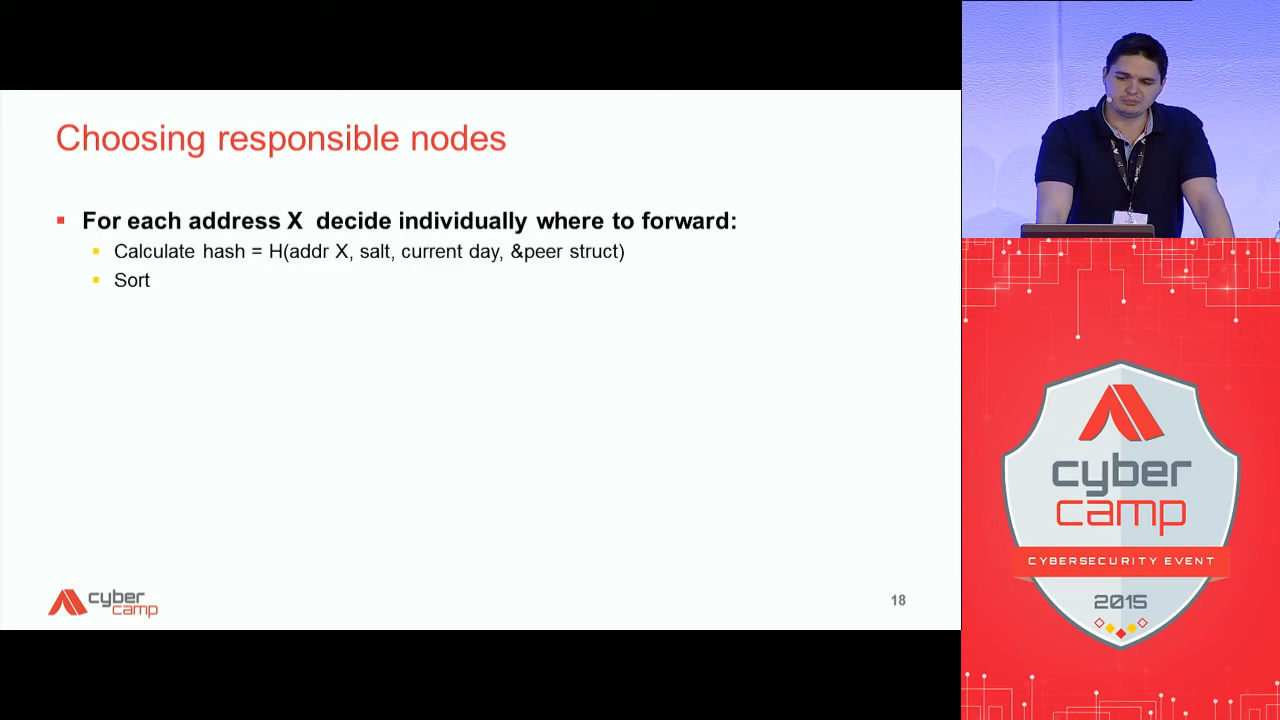 Choosing responsible nodes
For each address X decide individually where to forward:
Calculate hash = H(addr X, salt, current day, &peer struct)
Sort
cyber
camp
18
cyber
camp
CYBERSECURITY EVENT
2015